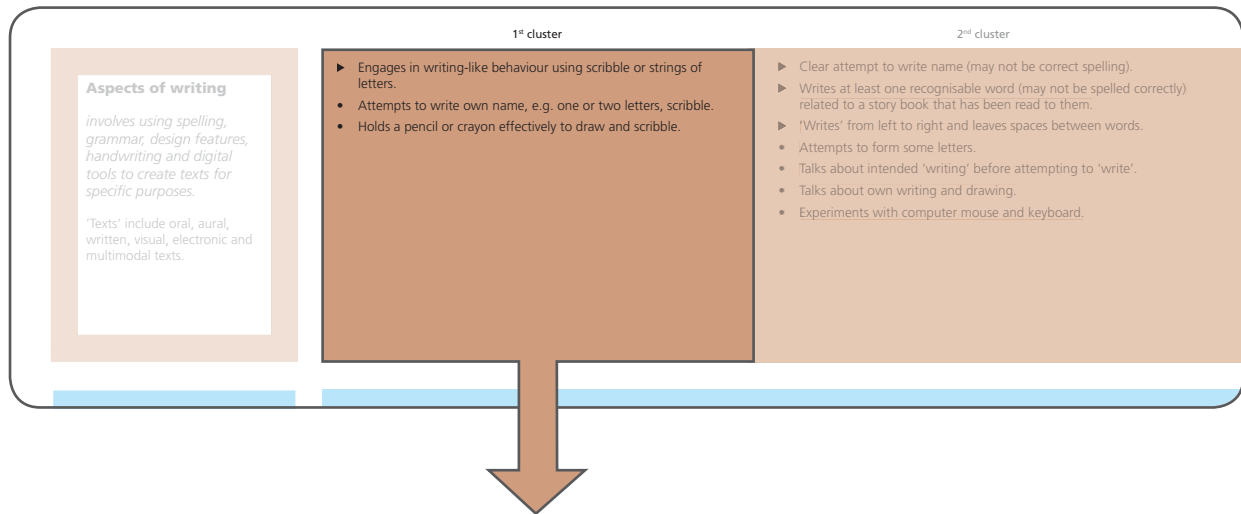 1st cluster
2nd cluster
Aspects of writing
involves using spelling,
grammar, design features,
handwriting and digital
tools to create texts for
specific purposes.
'Texts' include oral, aural,
written, visual, electronic and
multimodal texts.
► Engages in writing-like behaviour using scribble or strings of
letters.
• Attempts to write own name, e.g. one or two letters, scribble.
• Holds a pencil or crayon effectively to draw and scribble.
► Clear attempt to write name (may not be correct spelling).
► Writes at least one recognisable word (may not be spelled correctly)
related to a story book that has been read to them.
► 'Writes' from left to right and leaves spaces between words.
• Attempts to form some letters.
• Talks about intended 'writing' before attempting to 'write'.
• Talks about own writing and drawing.
• Experiments with computer mouse and keyboard.